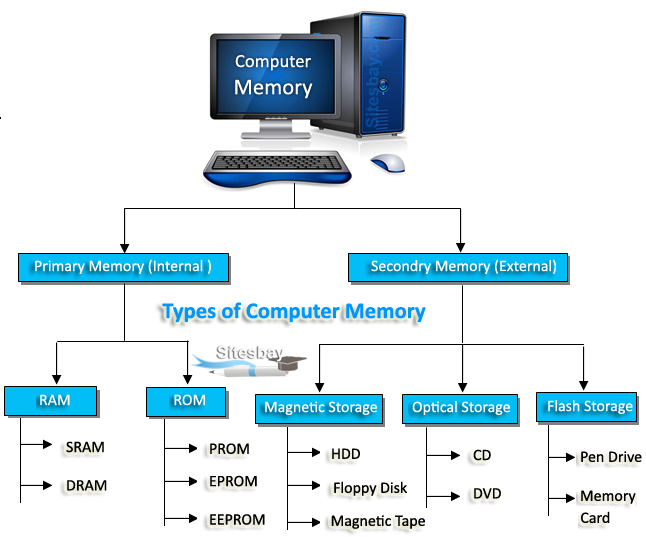 Computer
Memory
Sitesbay.com
Primary Memory (Internal )
Secondry Memory (External)
Types of Computer Memory
Sitesbay
RAM
ROM
Magnetic Storage
Optical Storage
Flash Storage
SRAM
DRAM
PROM
EPROM
EEPROM
HDD
Floppy Disk
Magnetic Tape
CD
DVD
Pen Drive
Memory
Card